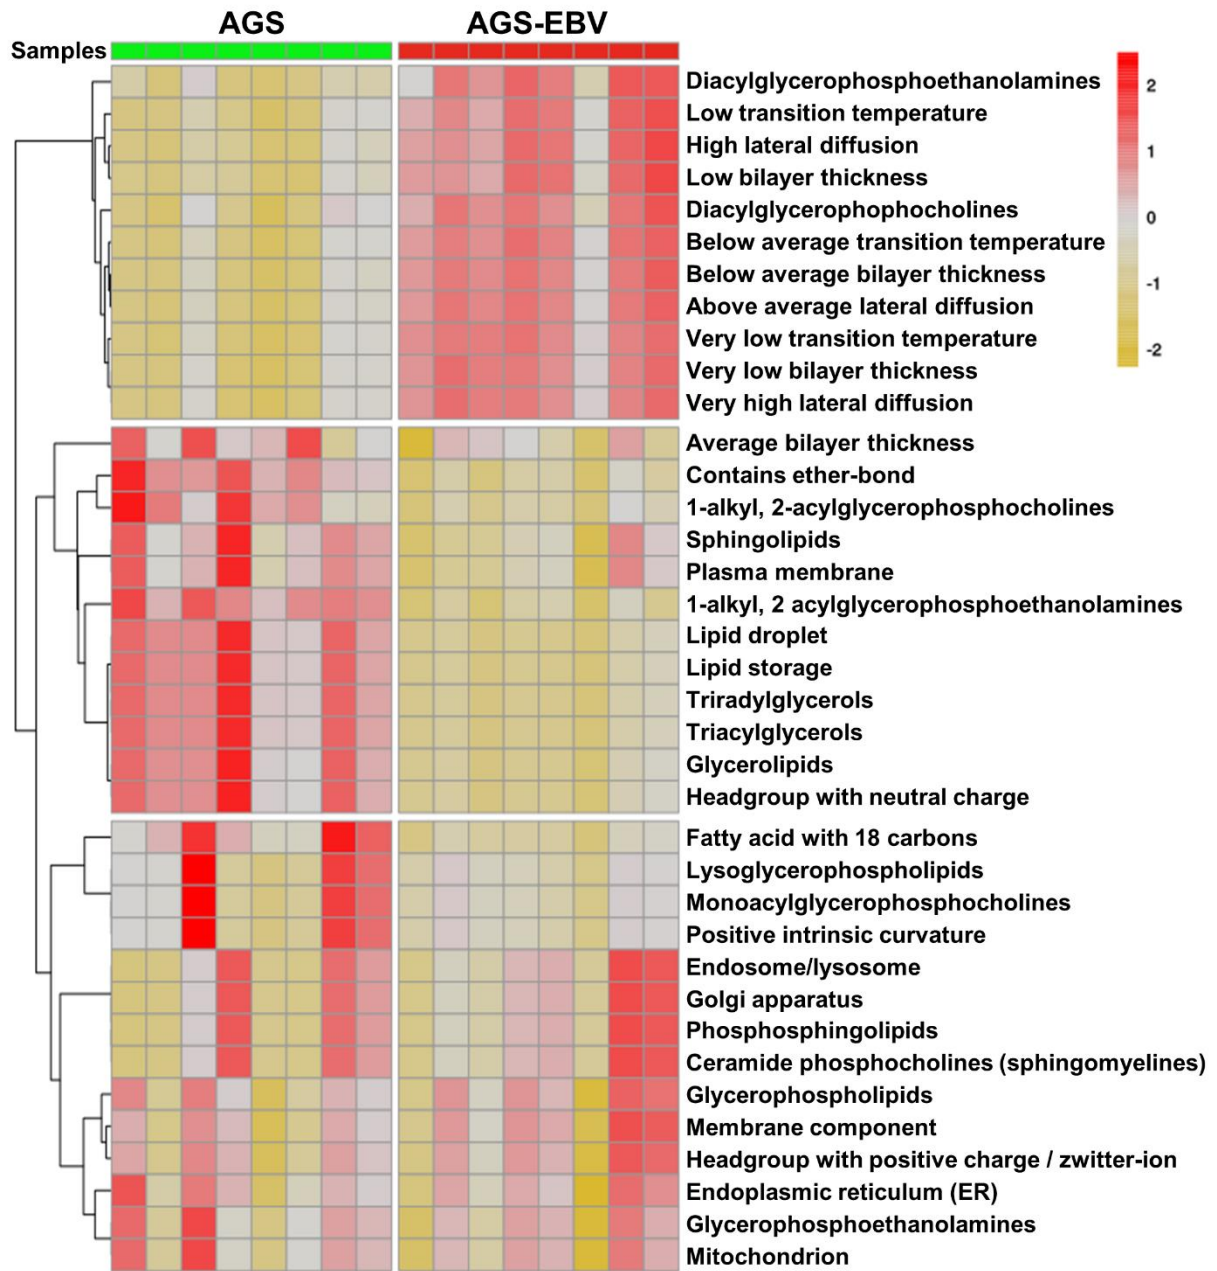 AGS AGS-EBV
Samples
Diacylglycerophosphoethanolamines
Low transition temperature
High lateral diffusion
Low bilayer thickness
Diacylglycerophophocholines
Below average transition temperature
Below average bilayer thickness
Above average lateral diffusion
Very low transition temperature
Very low bilayer thickness
Very high lateral diffusion
2
1
0
-1
-2
Average bilayer thickness
Contains ether-bond
1-alkyl, 2-acylglycerophosphocholines
Sphingolipids
Plasma membrane
1-alkyl, 2 acylglycerophosphoethanolamines
Lipid droplet
Lipid storage
Triradylglycerols
Triacylglycerols
Glycerolipids
Headgroup with neutral charge
Fatty acid with 18 carbons
Lysoglycerophospholipids
Monoacylglycerophosphocholines
Positive intrinsic curvature
Endosome/lysosome
Golgi apparatus
Phosphosphingolipids
Ceramide phosphocholines (sphingomyelines)
Glycerophospholipids
Membrane component
Headgroup with positive charge / zwitter-ion
Endoplasmic reticulum (ER)
Glycerophosphoethanolamines
Mitochondrion